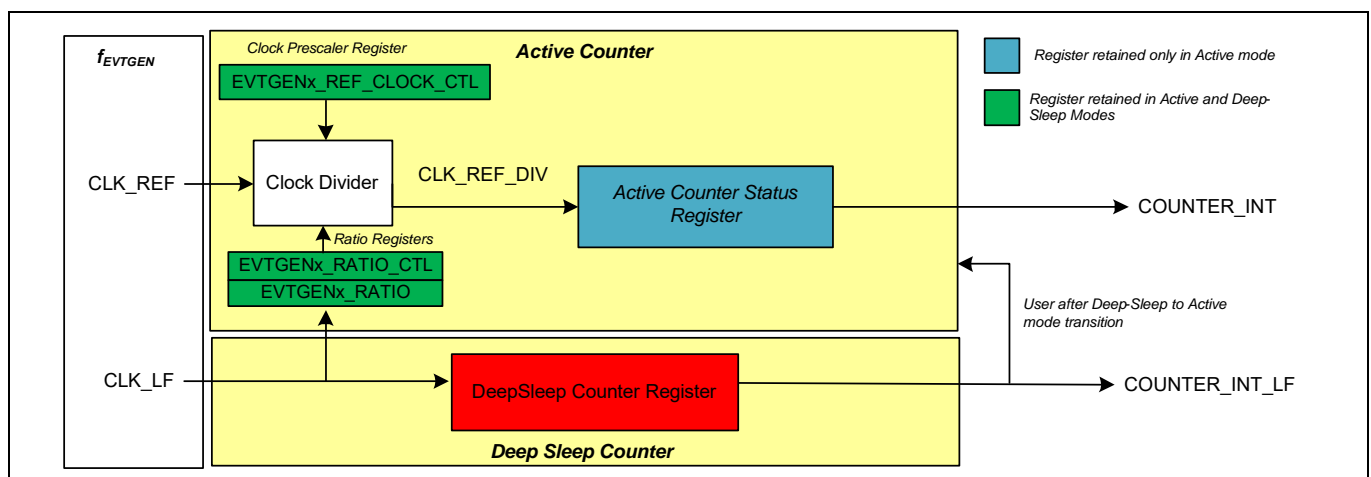 fEVTGEN
Clock Prescaler Register
Active Counter
EVTGENx_REF_CLOCK_CTL
Register retained only in Active mode
Register retained in Active and Deep-
Sleep Modes
CLK_REF
Clock Divider
CLK_REF_DIV
Active Counter Status
Register
COUNTER_INT
Ratio Registers
EVTGENx_RATIO_CTL
EVTGENx_RATIO
User after Deep-Sleep to Active
mode transition
CLK_LF
DeepSleep Counter Register
COUNTER_INT_LF
Deep Sleep Counter